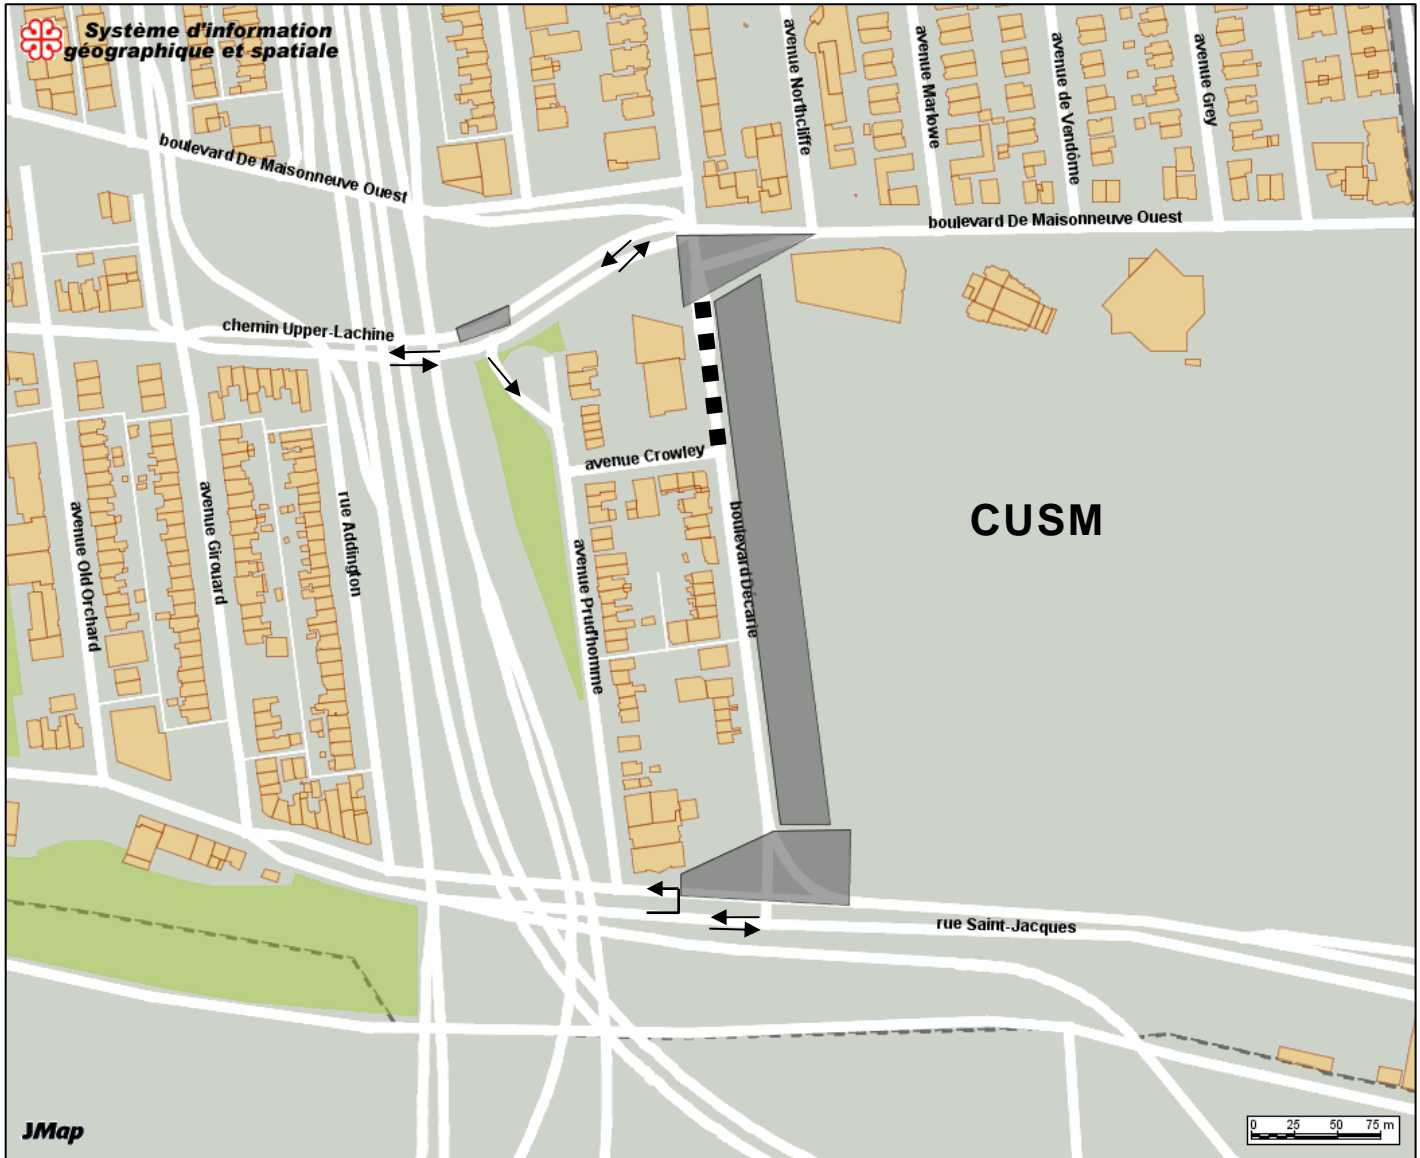 Système d'information
géographique et spatiale
avenue Northcliffe
avenue Marlowe
avenue de Vendôme
avenue Grey
boulevard De Maisonneuve Ouest
boulevard De Maisonneuve Ouest
chemin Upper-Lachine
avenue Crowley
CUSM
avenue Old Orchard
avenue Girouard
rue Addington
avenue Prud'homme
boulevard Décarie
rue Saint-Jacques
JMap
0 25 50 75 m